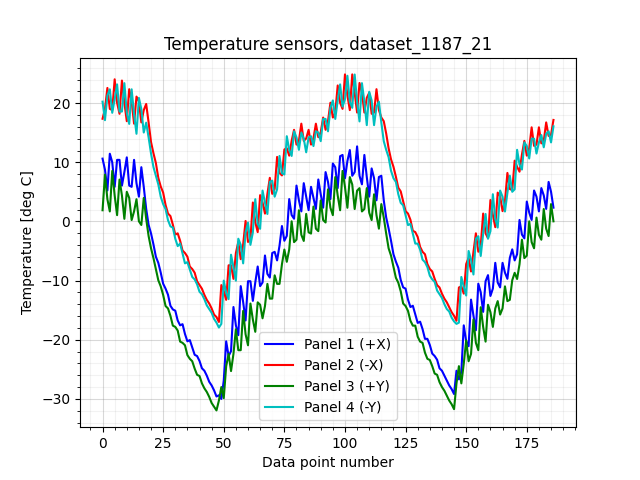 Temperature sensors, dataset_1187_21
Temperature [deg C]
20
10
0
−10
−20
−30
Panel 1 (+X)
Panel 2 (-X)
Panel 3 (+Y)
Panel 4 (-Y)
0 25 50 75 100 125 150 175
Data point number